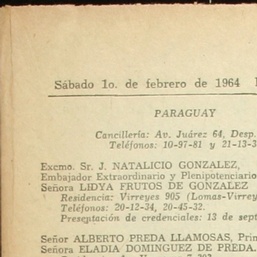 Sábado 1o. de febrero de 1964
PARAGUAY
Cancillería: Av. Juárez 64, Desp.
Teléfonos: 10-97-81 y 21-13-3
Excmo. Sr. J. NATALICIO GONZALEZ,
Embajador Extraordinario y Plenipotenciario
Señora LIDYA FRUTOS DE GONZALEZ
Residencia: Virreyes 905 (Lomas-Virrey
Teléfonos: 20-12-34, 20-45-32.
Presentación de credenciales: 13 de sept
Señor ALBERTO PREDA LLAMOSAS, Prim
Señora ELADIA DOMINGUEZ DE PREDA.